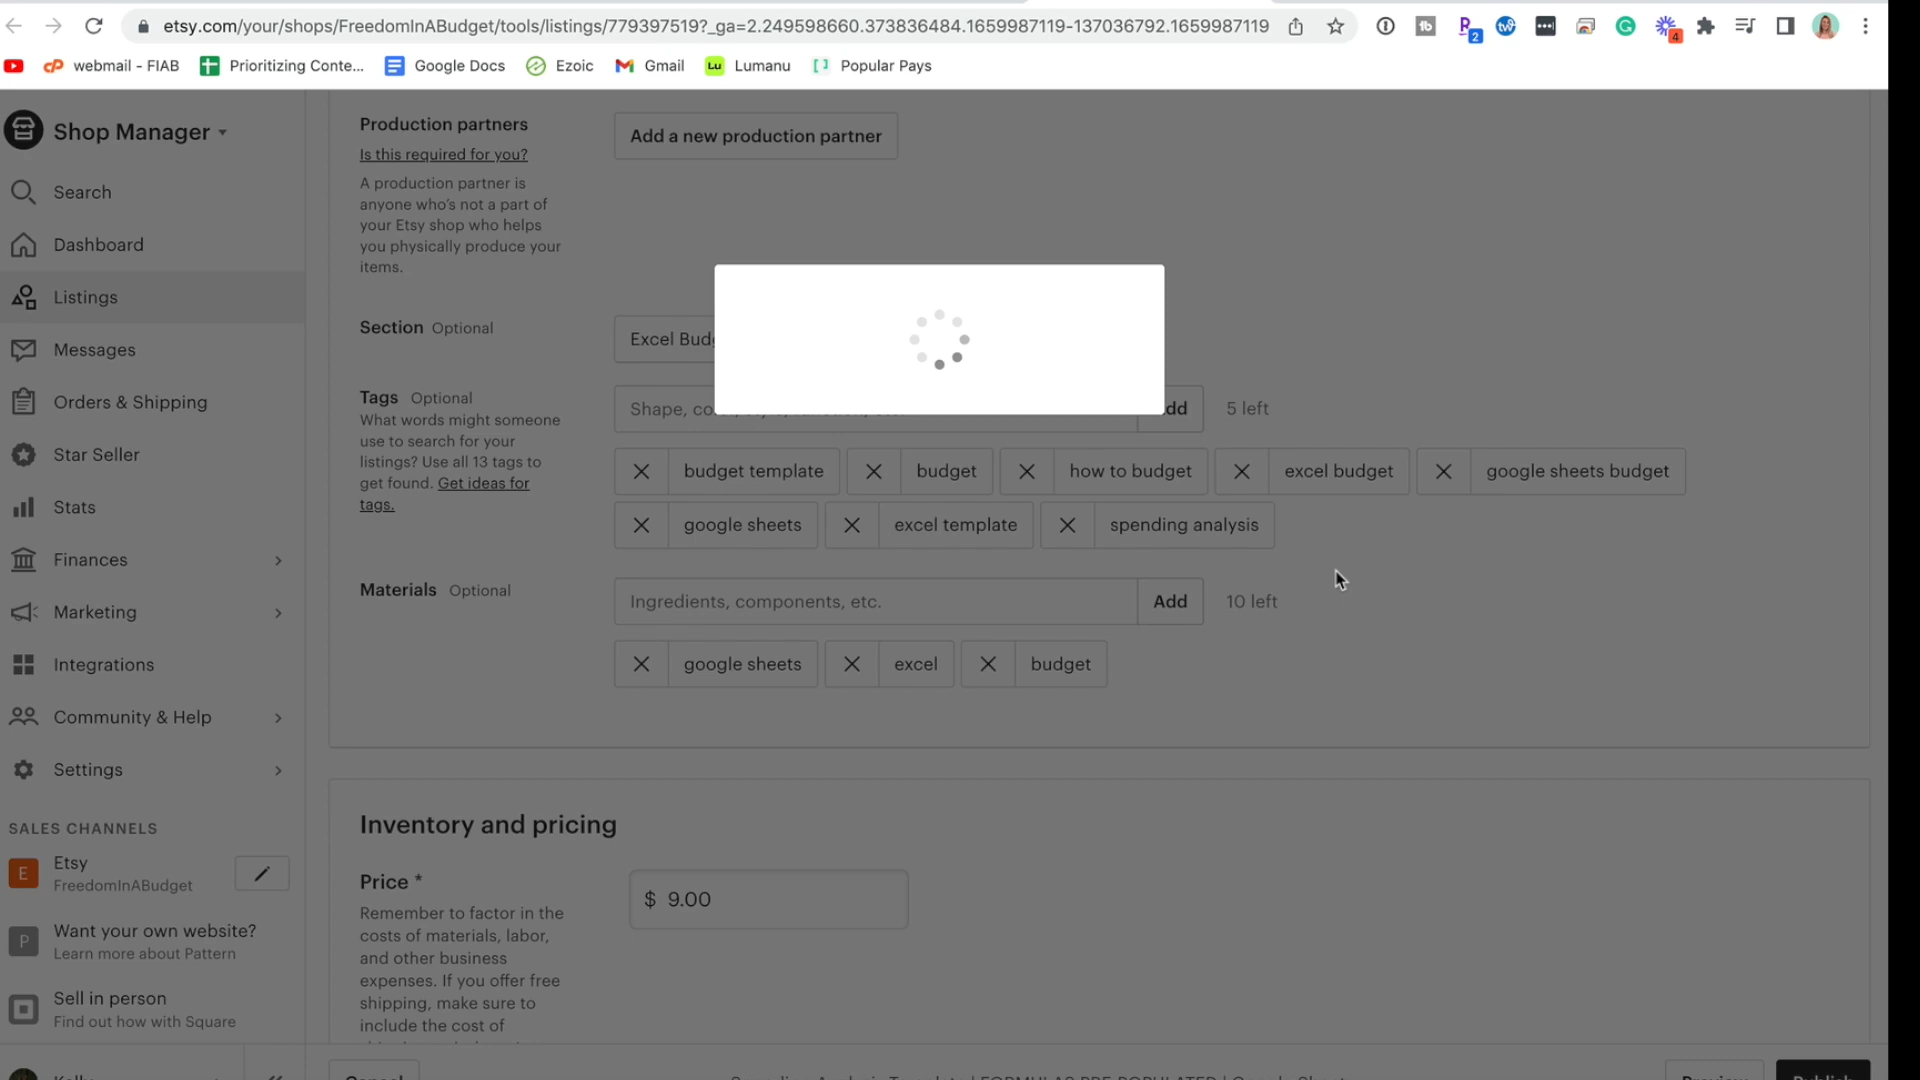 etsy.com/your/shops/FreedomInABudget/tools/listings/779397519?_ga=2.249598660.373836484.1659987119-137036792.1659987119
2
4
webmail - FIAB
Prioritizing Conte...
Google Docs
Ezoic
Gmail
Lu
Lumanu
Popular Pays
Shop Manager
Search
Dashboard
Listings
Messages
Orders & Shipping
Star Seller
Stats
Finances
Marketing
Integrations
Community & Help
Settings
SALES CHANNELS
E
Etsy
FreedomInABudget
P
Want your own website?
Learn more about Pattern
Sell in person
Find out how with Square
Production partners
Is this required for you?
A production partner is
anyone who's not a part of
your Etsy shop who helps
you physically produce your
items.
Add a new production partner
Section Optional
Excel Budg
Tags Optional
What words might someone
use to search for your
listings? Use all 13 tags to
get found. Get ideas for
tags.
Shape, co
dd
5 left
budget template
budget
how to budget
excel budget
google sheets budget
google sheets
excel template
spending analysis
Materials Optional
Ingredients, components, etc.
Add
10 left
google sheets
excel
budget
Inventory and pricing
Price *
Remember to factor in the
costs of materials, labor,
and other business
expenses. If you offer free
shipping, make sure to
include the cost of
$ 9.00
Cancel
Preview
Publish